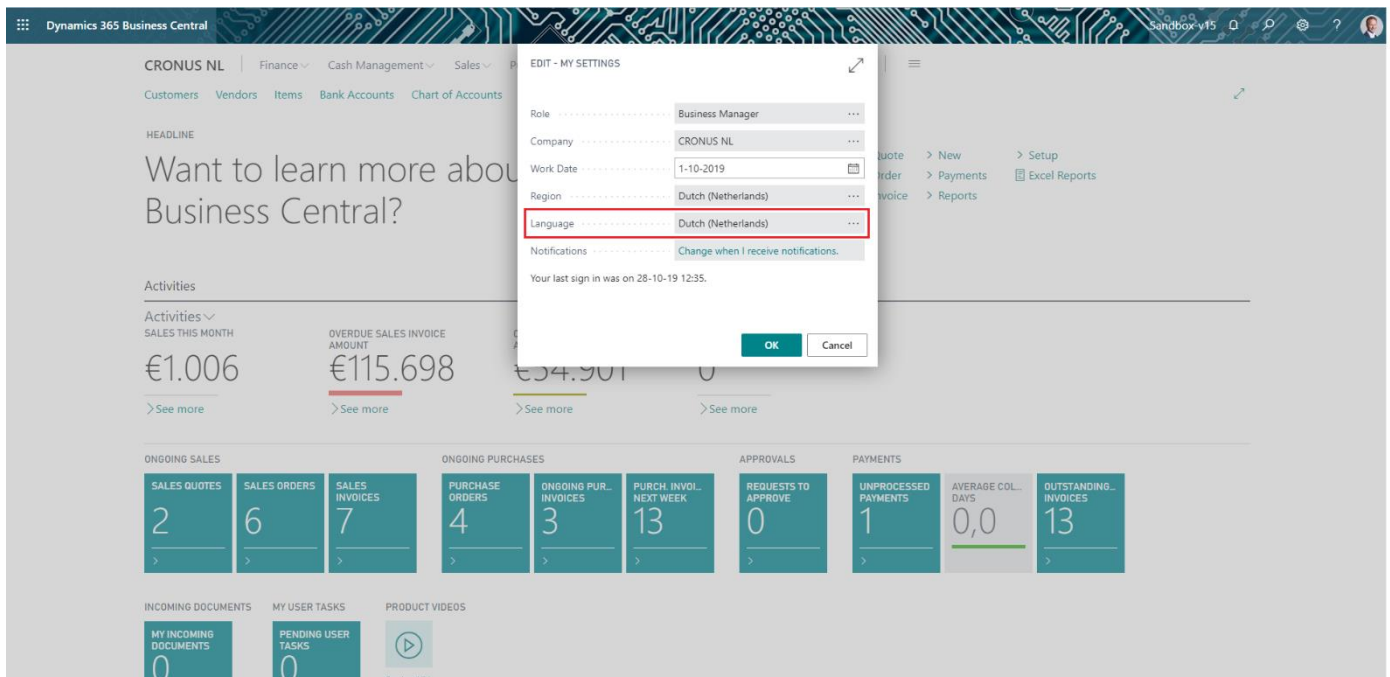 Dynamics 365 Business Central
Sandbox-v15
?
CRONUS NL
Finance
Cash Management
Sales
Customers
Vendors
Items
Bank Accounts
Chart of Accounts
HEADLINE
Want to learn more abou
Business Central?
EDIT - MY SETTINGS
Role
Business Manager
Company
CRONUS NL
Work Date
1-10-2019
Region
Dutch (Netherlands)
Language
Dutch (Netherlands)
Notifications
Change when I receive notifications.
Your last sign in was on 28-10-19 12:35.
OK
Cancel
> New
> Setup
> Payments
Excel Reports
> Reports
Activities
Activities
SALES THIS MONTH
€1.006
>See more
OVERDUE SALES INVOICE
AMOUNT
€115.698
>See more
€34.901
>See more
0
>See more
ONGOING SALES
SALES QUOTES
2
SALES ORDERS
6
SALES
INVOICES
7
ONGOING PURCHASES
PURCHASE
ORDERS
4
ONGOING PUR...
INVOICES
3
PURCH. INVOI...
NEXT WEEK
13
APPROVALS
REQUESTS TO
APPROVE
0
PAYMENTS
UNPROCESSED
PAYMENTS
1
AVERAGE COL...
DAYS
0,0
OUTSTANDING...
INVOICES
13
INCOMING DOCUMENTS
MY INCOMING
DOCUMENTS
0
MY USER TASKS
PENDING USER
TASKS
0
PRODUCT VIDEOS